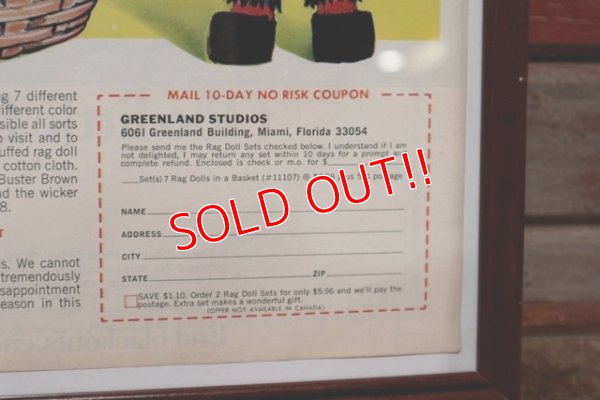 g 7 different
ifferent color
sible all sorts
o visit and to
uffed rag doll
cotton cloth.
Buster Brown
nd the wicker
8.
T
s. We cannot
tremendously
sappointment
eason in this
MAIL 10-DAY NO RISK COUPON
GREENLAND STUDIOS
6061 Greenland Building, Miami, Florida 33054
Please send me the Rag Doll Sets checked below. I understand if I am
not delighted, I may return any set within 10 days for a prompt and
complete refund. Enclosed is check or m.o. for $
Set(s) 7 Rag Dolls in a Basket (#11107) @ plus postage
NAME
ADDRESS
CITY
STATE ZIP
SAVE $1.10. Order 2 Rag Doll Sets for only $5.96 and we'll pay the
postage. Extra set makes a wonderful gift.
(OFFER NOT AVAILABLE IN CANADA)
SOLD OUT!!